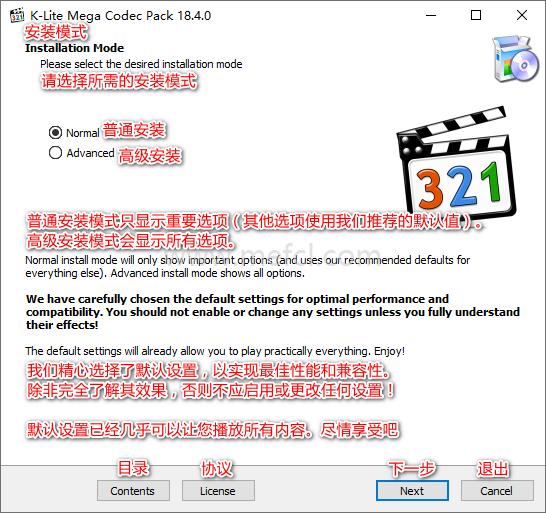 K-Lite Mega Codec Pack 18.4.0
安装模式
Installation Mode
Please select the desired installation mode
请选择所需的安装模式
Normal 普通安装
Advanced 高级安装
321
普通安装模式只显示重要选项（其他选项使用我们推荐的默认值）。
高级安装模式会显示所有选项。
Normal install mode will only show important options (and uses our recommended defaults for
everything else). Advanced install mode shows all options.
We have carefully chosen the default settings for optimal performance and
compatibility. You should not enable or change any settings unless you fully understand
their effects!
The default settings will already allow you to play practically everything. Enjoy!
我们精心选择了默认设置，以实现最佳性能和兼容性。
除非完全了解其效果，否则不应启用或更改任何设置！
默认设置已经几乎可以让您播放所有内容。尽情享受吧
目录 协议 下一步 退出
Contents License Next Cancel